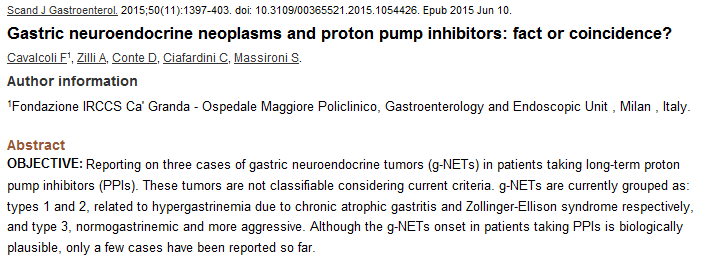 Scand J Gastroenterol. 2015;50(11):1397-403. doi: 10.3109/00365521.2015.1054426. Epub 2015 Jun 10.
Gastric neuroendocrine neoplasms and proton pump inhibitors: fact or coincidence?
Cavalcoli F¹, Zilli A, Conte D, Ciafardini C, Massironi S.
Author information
¹Fondazione IRCCS Ca' Granda - Ospedale Maggiore Policlinico, Gastroenterology and Endoscopic Unit , Milan , Italy.
Abstract
OBJECTIVE: Reporting on three cases of gastric neuroendocrine tumors (g-NETs) in patients taking long-term proton
pump inhibitors (PPIs). These tumors are not classifiable considering current criteria. g-NETs are currently grouped as:
types 1 and 2, related to hypergastrinemia due to chronic atrophic gastritis and Zollinger-Ellison syndrome respectively,
and type 3, normogastrinemic and more aggressive. Although the g-NETs onset in patients taking PPIs is biologically
plausible, only a few cases have been reported so far.